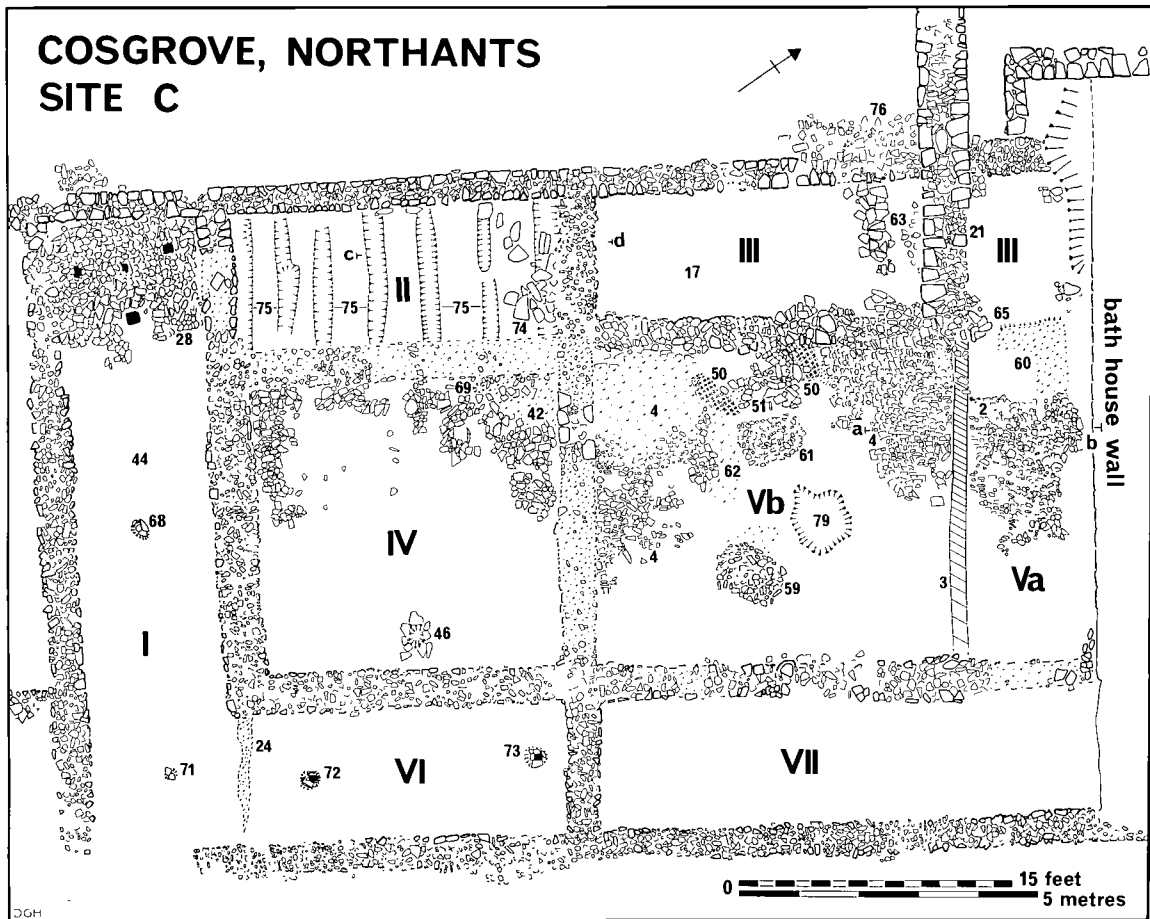 COSGROVE, NORTHANTS
SITE C
76
63
d
III
21
III
17
c
II
75
75
75
74
28
65
60
bath house wall
50
50
51
69
42
4
2
a
4
b
61
62
44
68
Vb
79
IV
4
59
3
Va
46
I
24
73
71
72
VI
VII
0
15 feet
5 metres
DGH